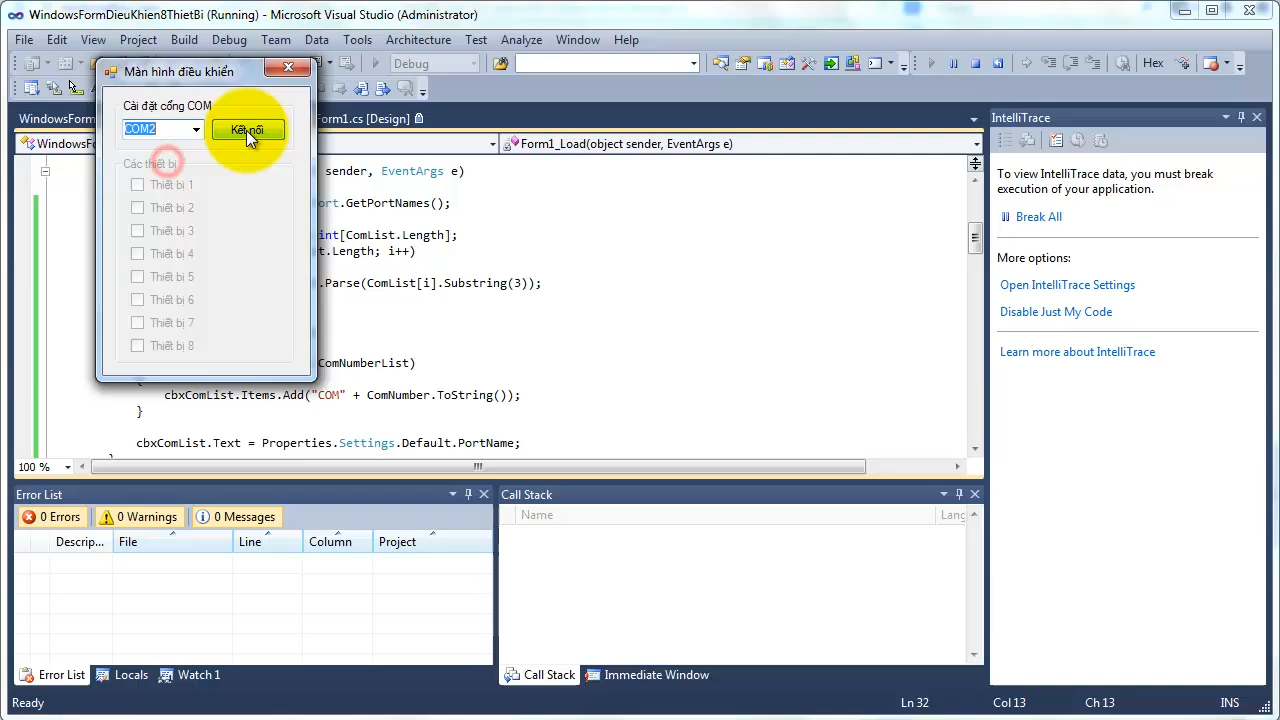 WindowsFormDieuKhien8ThietBi (Running) - Microsoft Visual Studio (Administrator)
File Edit View Project Build Debug Team Data Tools Architecture Test Analyze Window Help
Debug
Hex
Màn hình điều khiển
Cài đặt cổng COM
COM2
Kết nối
Các thiết bị
Thiết bị 1
Thiết bị 2
Thiết bị 3
Thiết bị 4
Thiết bị 5
Thiết bị 6
Thiết bị 7
Thiết bị 8
WindowsForm
Form1.cs [Design]
WindowsFo
Form1_Load(object sender, EventArgs e)
sender, EventArgs e)
ort.GetPortNames();
int[ComList.Length];
t.Length; i++)
.Parse(ComList[i].Substring(3));
ComNumberList)
{
cbxComList.Items.Add("COM" + ComNumber.ToString());
}
cbxComList.Text = Properties.Settings.Default.PortName;
100 %
IntelliTrace
To view IntelliTrace data, you must break
execution of your application.
Break All
More options:
Open IntelliTrace Settings
Disable Just My Code
Learn more about IntelliTrace
Error List
0 Errors 0 Warnings 0 Messages
Descrip... File Line Column Project
Error List Locals Watch 1
Call Stack
Name Lang
Call Stack Immediate Window
Ready Ln 32 Col 13 Ch 13 INS